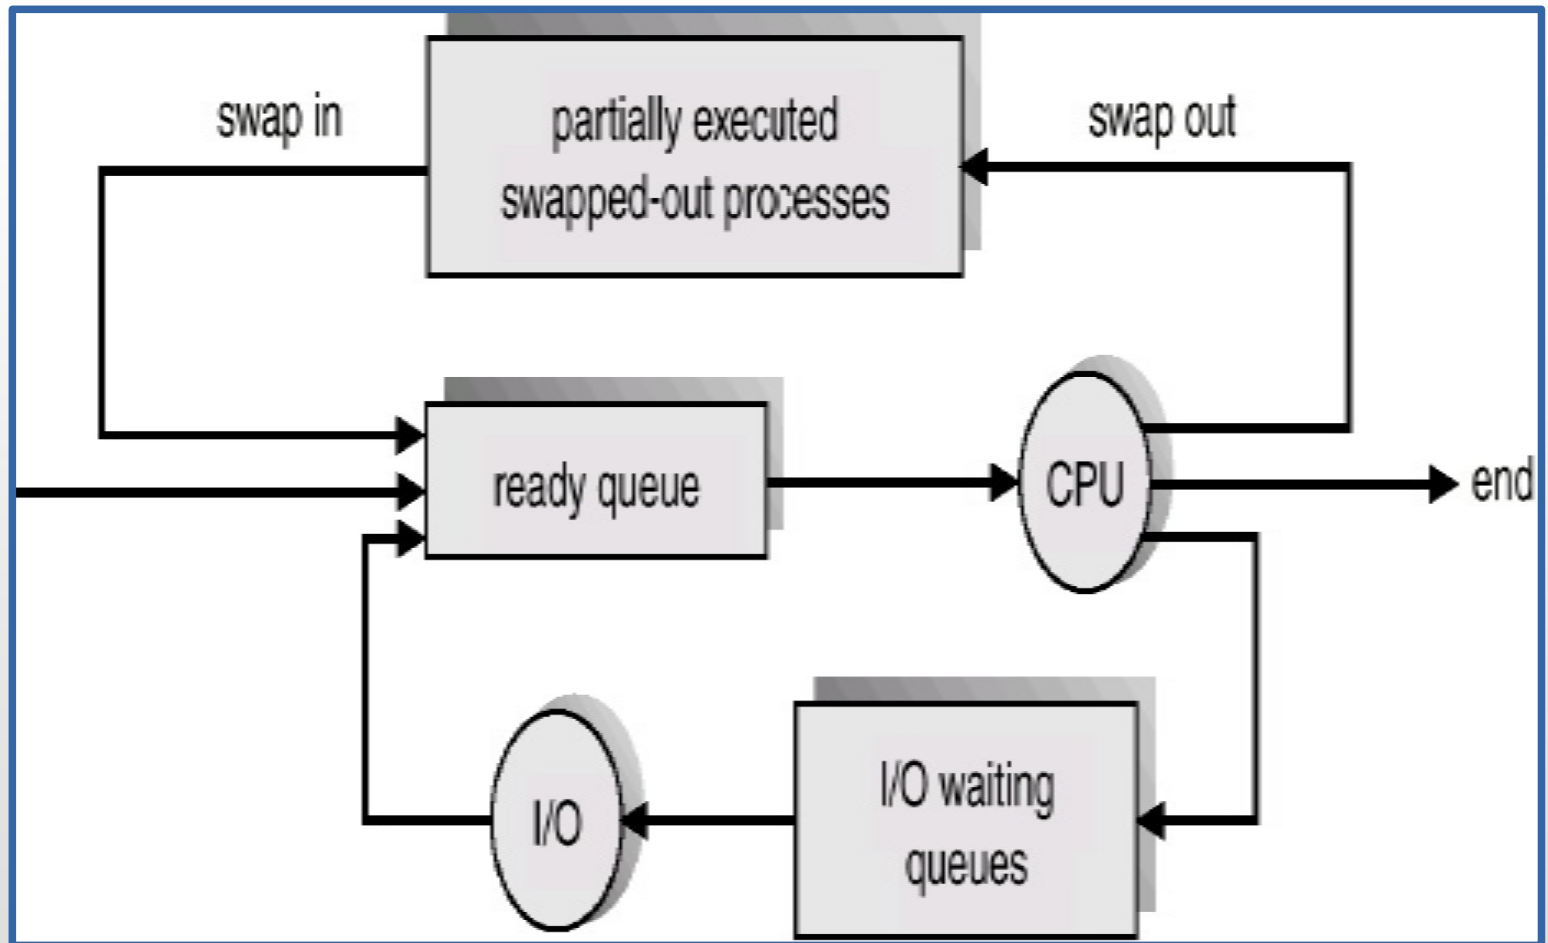 swap in
partially executed
swapped-out processes
swap out
ready queue
CPU
end
I/O
I/O waiting
queues